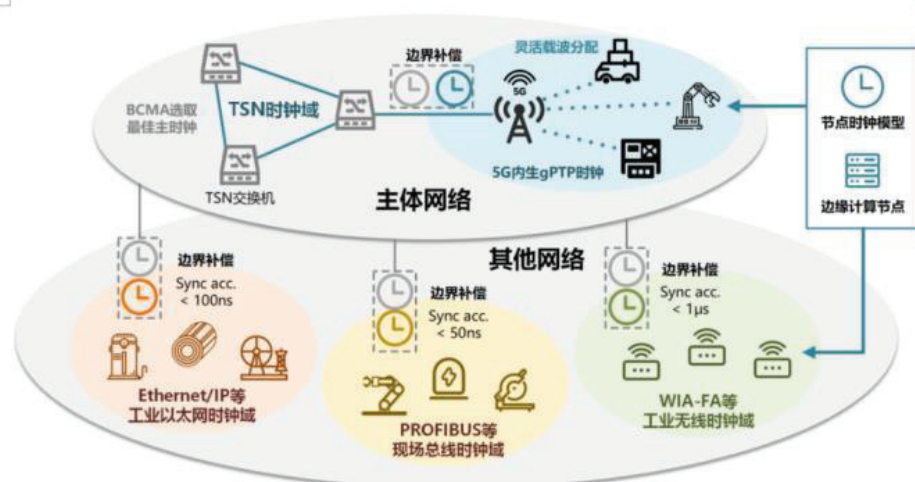 灵活载波分配
边界补偿
5G
BCMA选取
最佳主时钟
TSN时钟域
节点时钟模型
5G内生gPTP时钟
TSN交换机
主体网络
边缘计算节点
其他网络
边界补偿
Sync acc.
< 100ns
边界补偿
Sync acc.
< 50ns
边界补偿
Sync acc.
< 1μs
Ethernet/IP等
工业以太网时钟域
PROFIBUS等
现场总线时钟域
WIA-FA等
工业无线时钟域